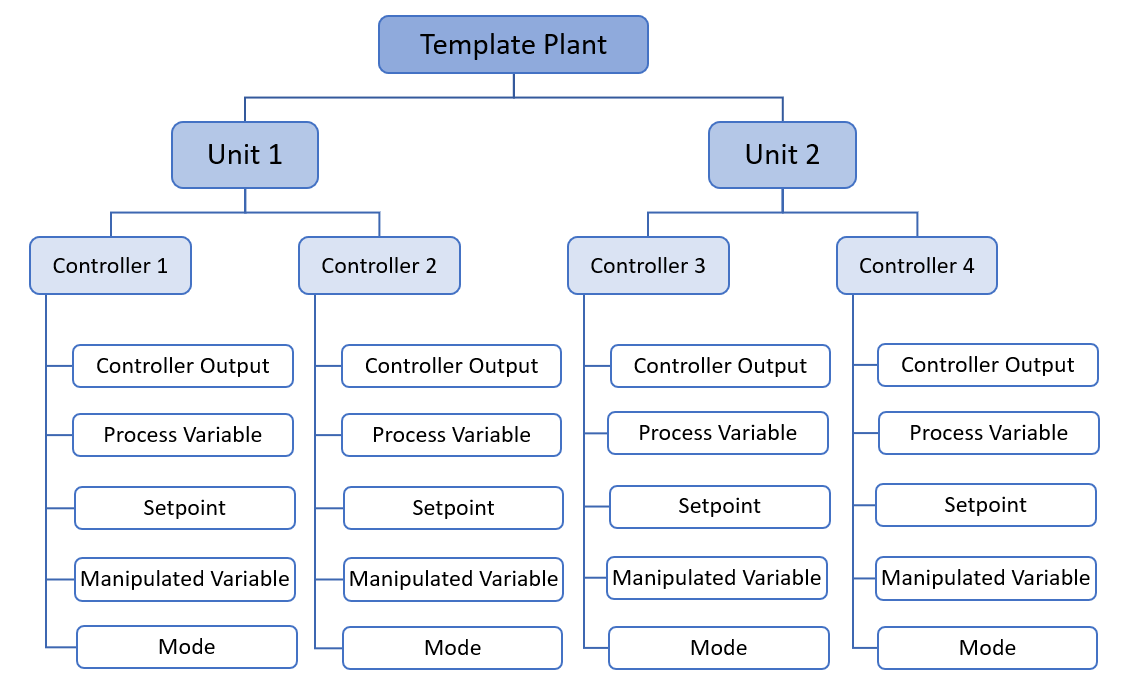 Template Plant
Unit 1
Unit 2
Controller 1
Controller 2
Controller 3
Controller 4
Controller Output
Controller Output
Controller Output
Controller Output
Process Variable
Process Variable
Process Variable
Process Variable
Setpoint
Setpoint
Setpoint
Setpoint
Manipulated Variable
Manipulated Variable
Manipulated Variable
Manipulated Variable
Mode
Mode
Mode
Mode